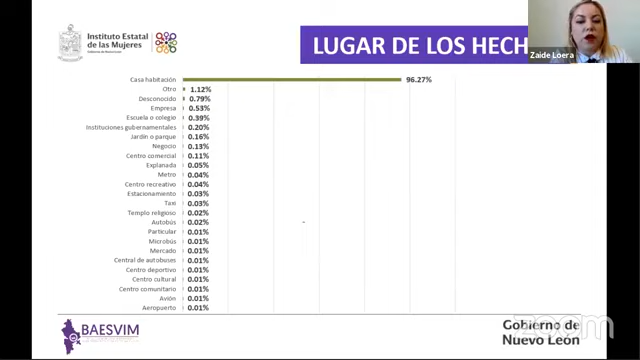 Instituto Estatal
de las Mujeres
LUGAR DE LOS HECH
Zaide Loera
Casa habitación 96.27%
Otro 1.12%
Desconocido 0.79%
Empresa 0.53%
Escuela o colegio 0.39%
Instituciones gubernamentales 0.20%
Jardín o parque 0.16%
Negocio 0.13%
Centro comercial 0.11%
Explanada 0.05%
Metro 0.04%
Centro recreativo 0.04%
Estacionamiento 0.03%
Taxi 0.03%
Templo religioso 0.02%
Autobús 0.02%
Particular 0.01%
Microbús 0.01%
Mercado 0.01%
Central de autobuses 0.01%
Centro deportivo 0.01%
Centro cultural 0.01%
Centro comunitario 0.01%
Avión 0.01%
Aeropuerto 0.01%
BAESVIM
Gobierno de
Nuevo León
zoom